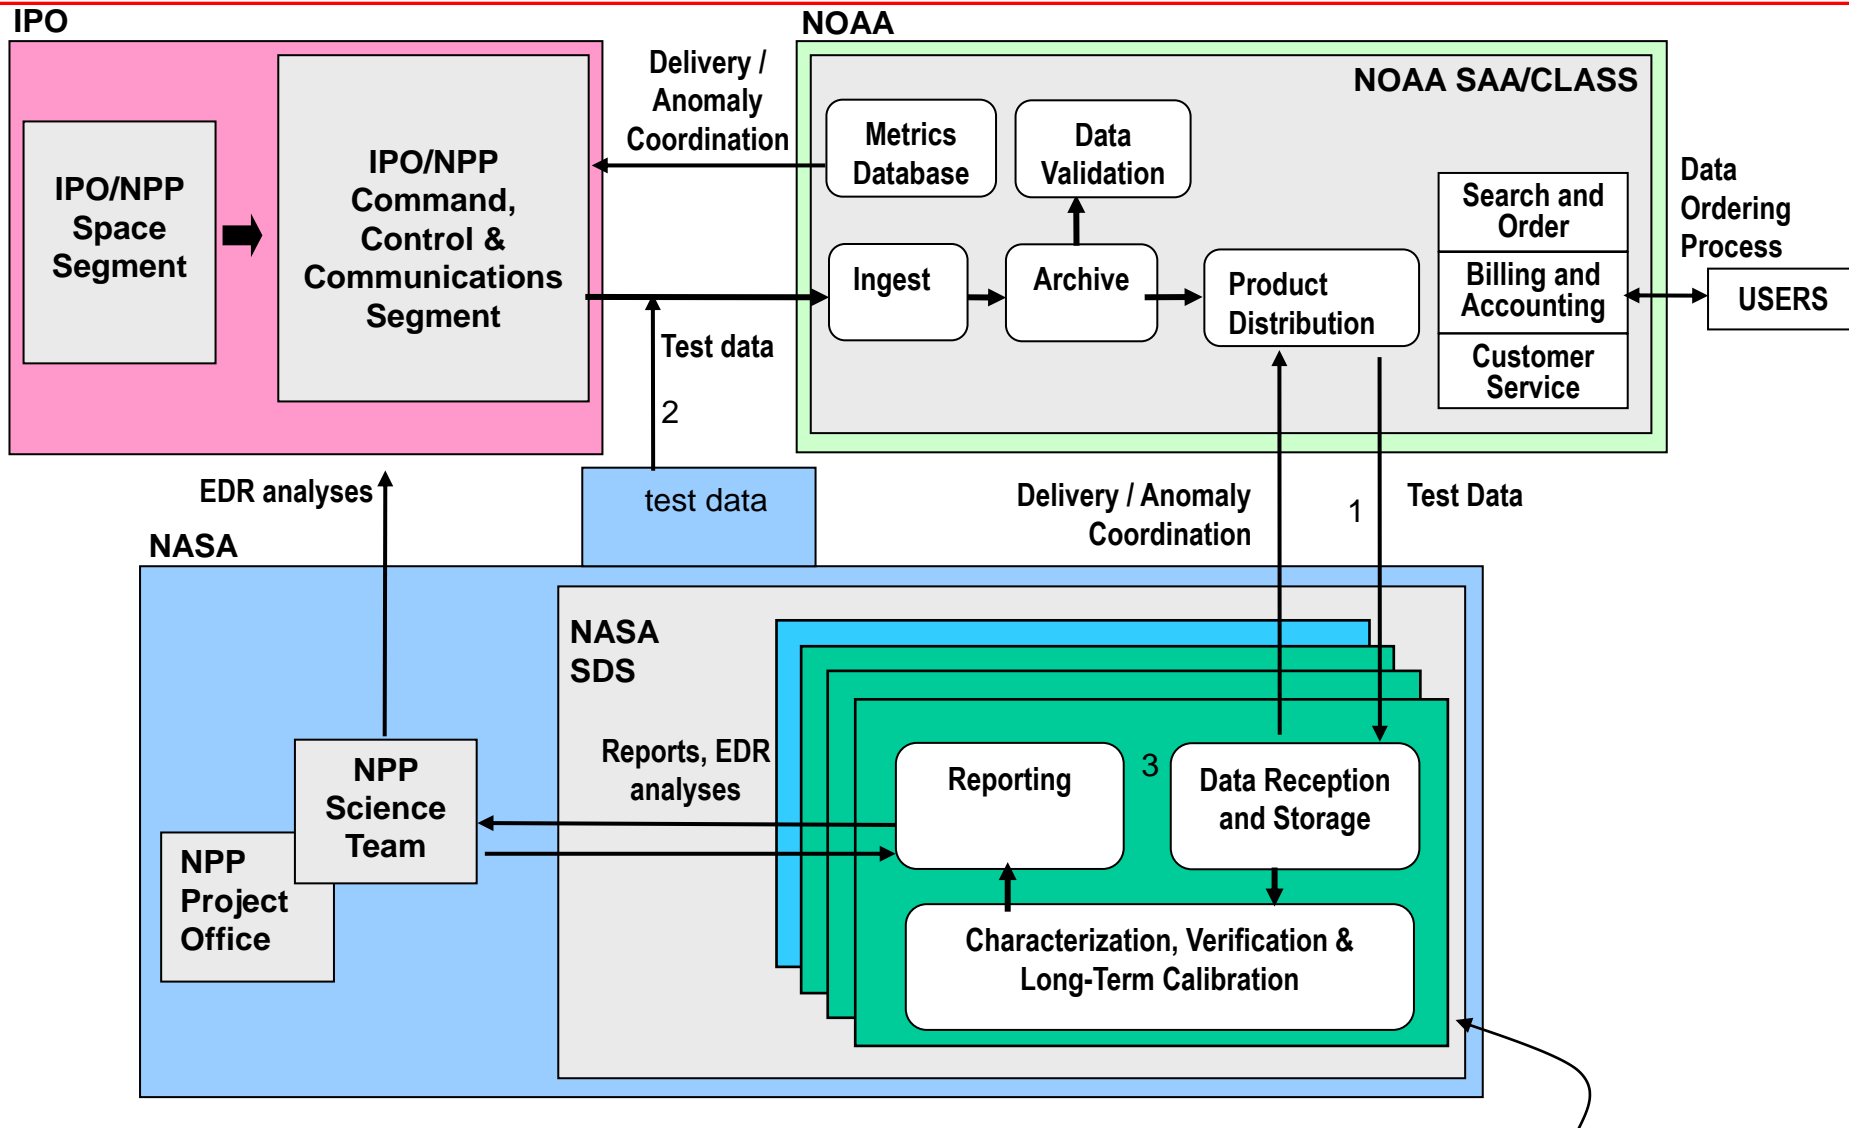 IPO
NOAA
Delivery /
Anomaly
Coordination
NOAA SAA/CLASS
IPO/NPP
Space
Segment
IPO/NPP
Command,
Control &
Communications
Segment
Metrics
Database
Data
Validation
Search and
Order
Billing and
Accounting
Customer
Service
Data
Ordering
Process
USERS
Ingest
Archive
Product
Distribution
Test data
2
EDR analyses
test data
Delivery / Anomaly
Coordination
1
Test Data
NASA
NASA
SDS
Reports, EDR
analyses
Reporting
3
Data Reception
and Storage
NPP
Science
Team
NPP
Project
Office
Characterization, Verification &
Long-Term Calibration